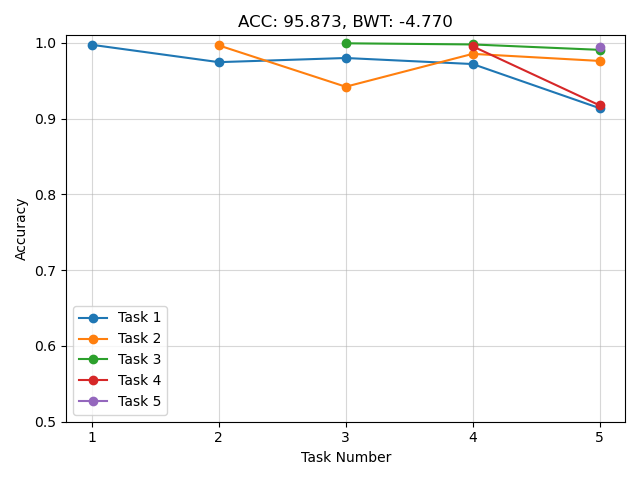 ACC: 95.873, BWT: -4.770
Accuracy
1.0
0.9
0.8
0.7
0.6
0.5
Task 1
Task 2
Task 3
Task 4
Task 5
1 2 3 4 5
Task Number